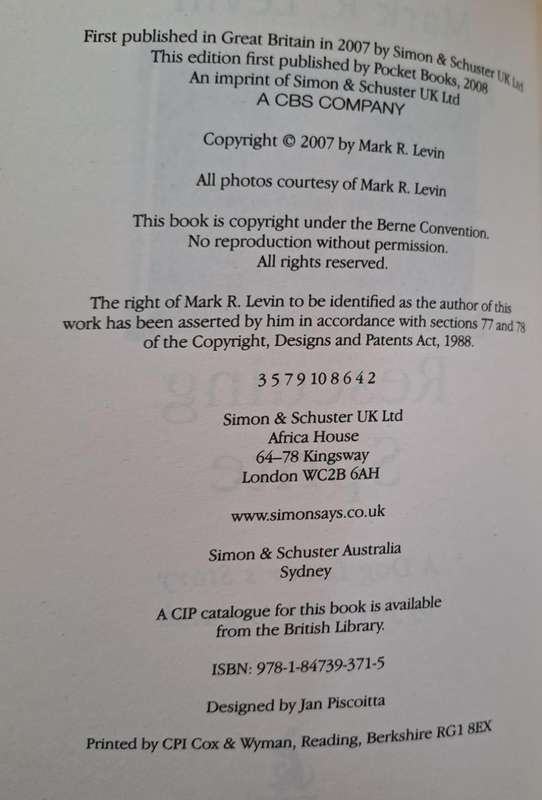 First published in Great Britain in 2007 by Simon & Schuster UK Ltd
This edition first published by Pocket Books, 2008
An imprint of Simon & Schuster UK Ltd
A CBS COMPANY
Copyright © 2007 by Mark R. Levin
All photos courtesy of Mark R. Levin
This book is copyright under the Berne Convention.
No reproduction without permission.
All rights reserved.
The right of Mark R. Levin to be identified as the author of this
work has been asserted by him in accordance with sections 77 and 78
of the Copyright, Designs and Patents Act, 1988.
3 5 7 9 10 8 6 4 2
Simon & Schuster UK Ltd
Africa House
64–78 Kingsway
London WC2B 6AH
www.simonsays.co.uk
Simon & Schuster Australia
Sydney
A CIP catalogue for this book is available
from the British Library.
ISBN: 978-1-84739-371-5
Designed by Jan Piscoitta
Printed by CPI Cox & Wyman, Reading, Berkshire RG1 8EX